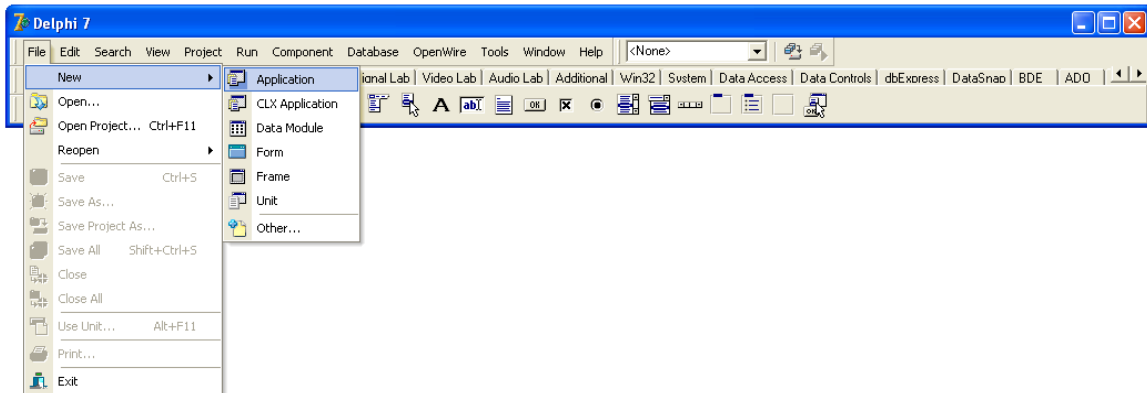 Delphi 7
File Edit Search View Project Run Component Database OpenWire Tools Window Help <None>
ional Lab Video Lab Audio Lab Additional Win32 System Data Access Data Controls dbExpress DataSnap BDE ADO
New
Open...
Open Project... Ctrl+F11
Reopen
Save Ctrl+S
Save As...
Save Project As...
Save All Shift+Ctrl+S
Close
Close All
Use Unit... Alt+F11
Print...
Exit
Application
CLX Application
Data Module
Form
Frame
Unit
Other...
A abI OK